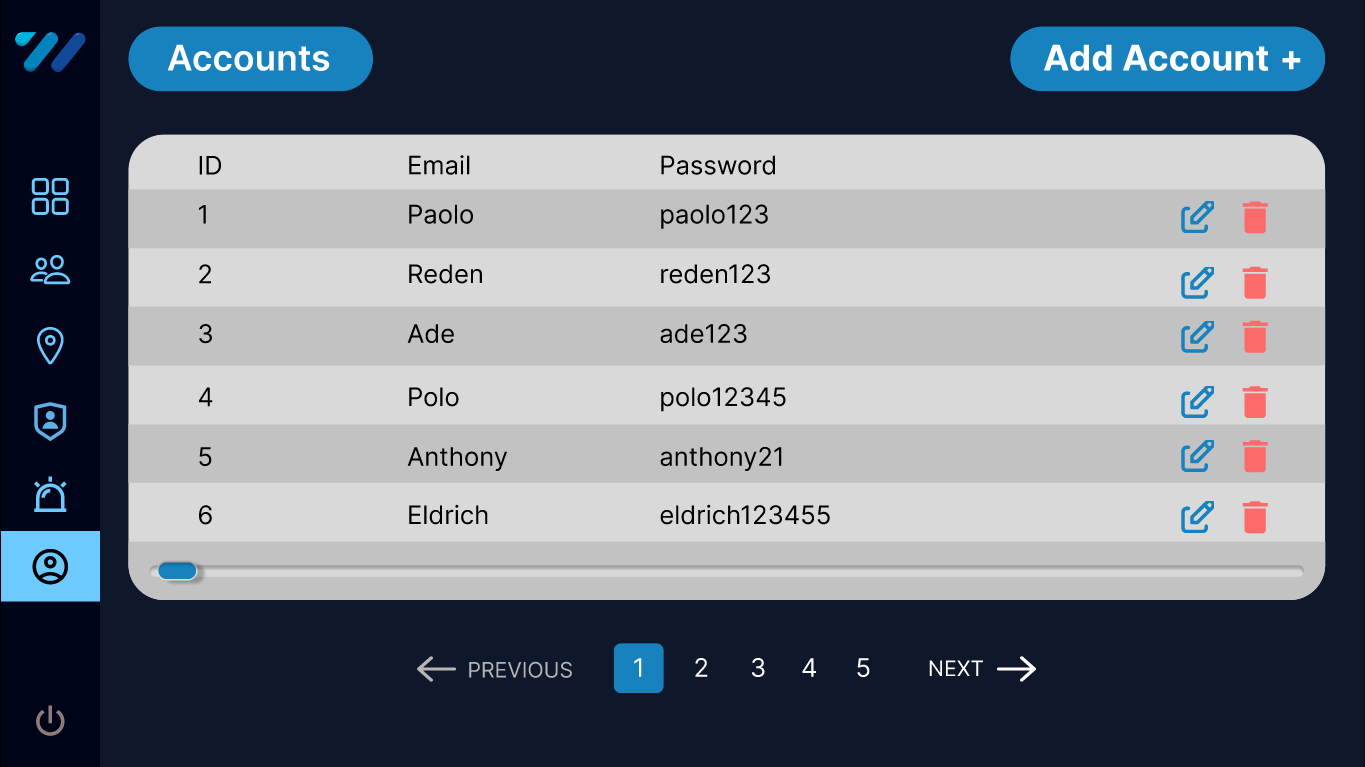 Accounts
Add Account +
ID Email Password
1 Paolo paolo123
2 Reden reden123
3 Ade ade123
4 Polo polo12345
5 Anthony anthony21
6 Eldrich eldrich123455
PREVIOUS 1 2 3 4 5 NEXT